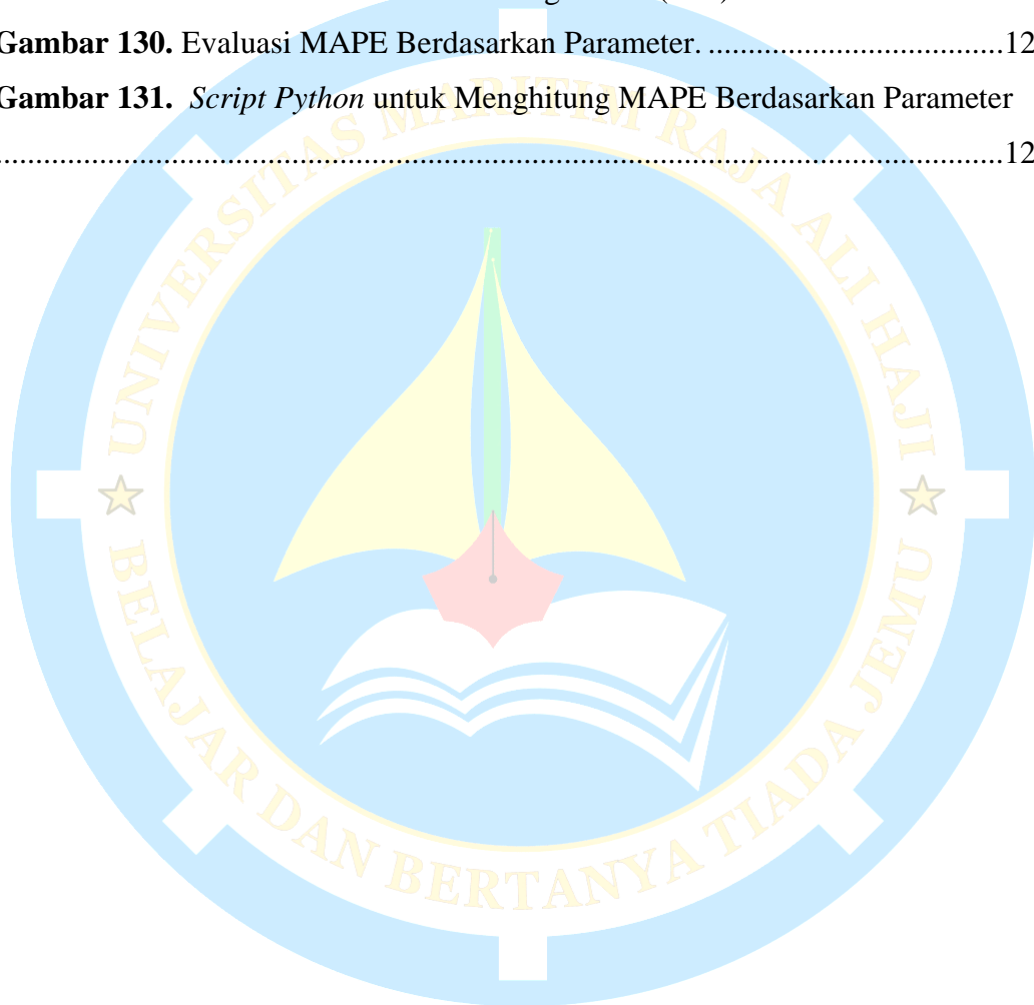 Gambar 130. Evaluasi MAPE Berdasarkan Parameter. ....................................12
Gambar 131. Script Python untuk Menghitung MAPE Berdasarkan Parameter
................................................................................................................................12
UNIVERSITAS MARITIM RAJA ALI HAJI
BELAJAR DAN BERTANYA TIADA JEMU